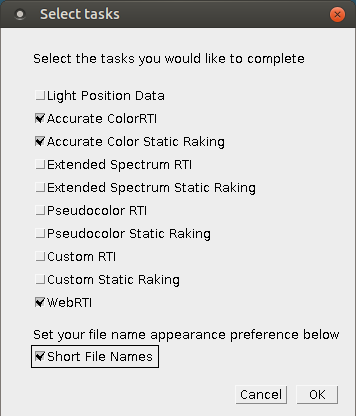 Select tasks
Select the tasks you would like to complete
Light Position Data
Accurate ColorRTI
Accurate Color Static Raking
Extended Spectrum RTI
Extended Spectrum Static Raking
Pseudocolor RTI
Pseudocolor Static Raking
Custom RTI
Custom Static Raking
WebRTI
Set your file name appearance preference below
Short File Names
Cancel OK